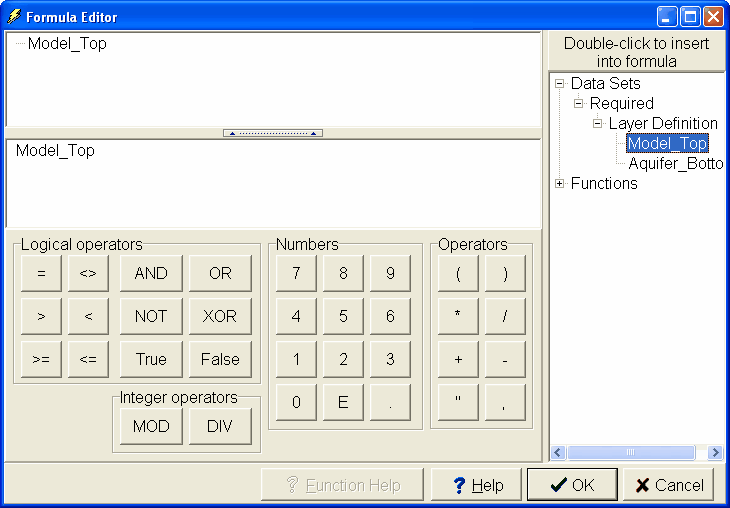 Formula Editor
Model_Top
Model_Top
Double-click to insert
into formula
Data Sets
Required
Layer Definition
Model_Top
Aquifer_Botto
Functions
Logical operators
= <> AND OR
> < NOT XOR
>= <= True False
Integer operators
MOD DIV
Numbers
7 8 9
4 5 6
1 2 3
0 E .
Operators
( )
* /
+ -
" ,
? Function Help ? Help OK Cancel